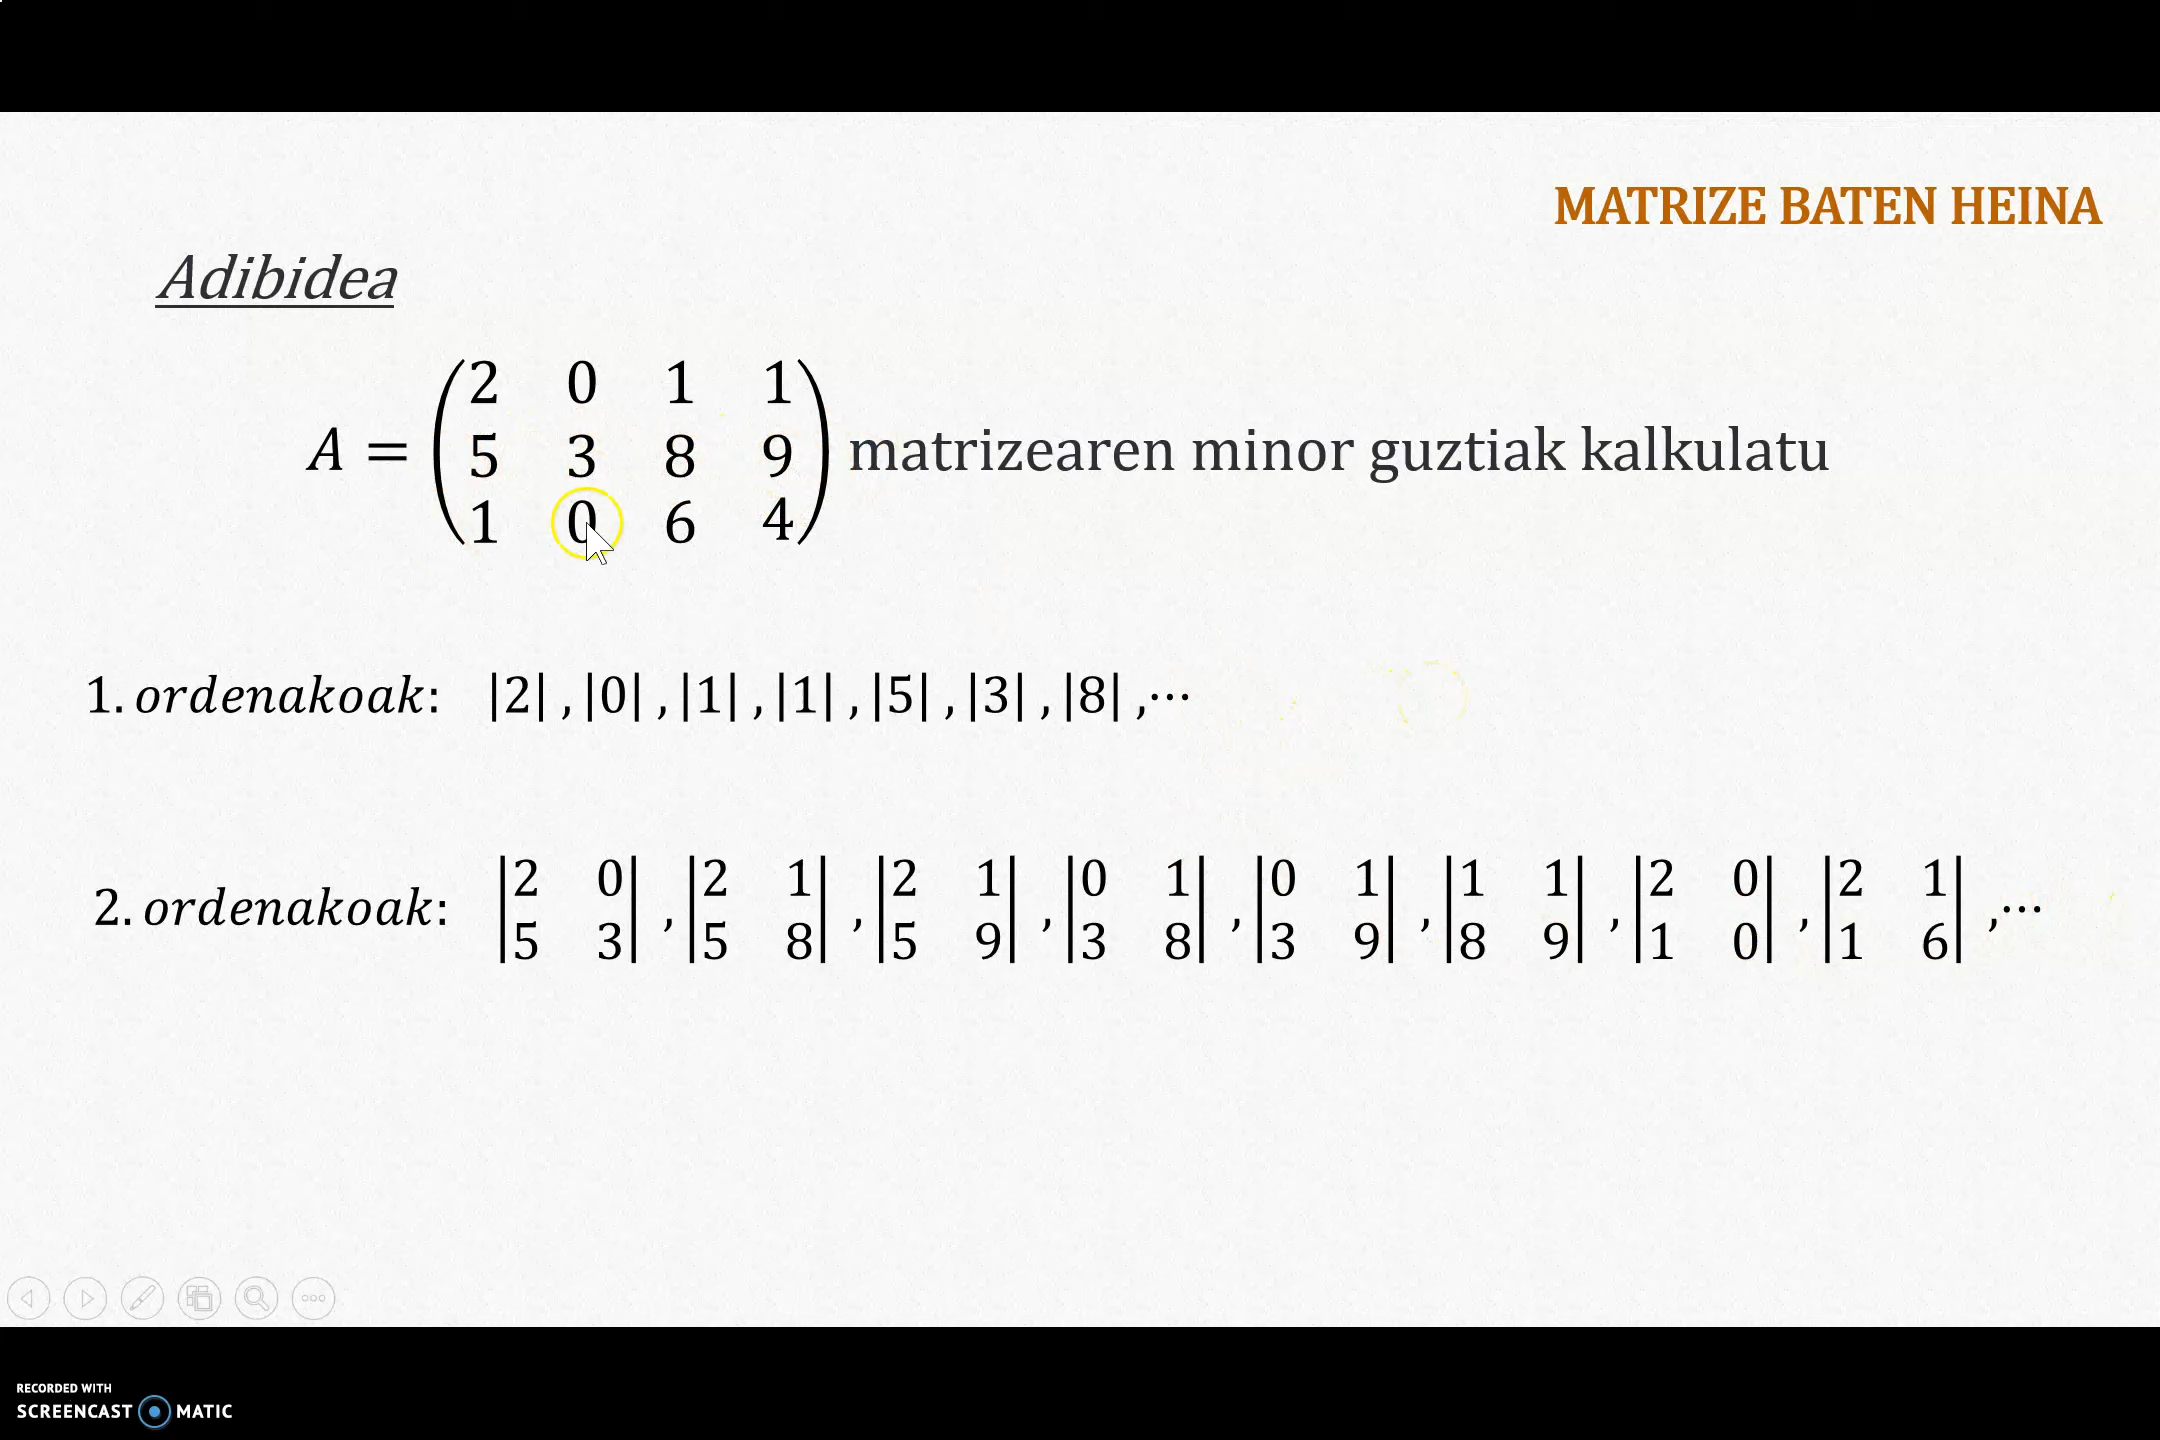 MATRIZE BATEN HEINA
Adibidea
A = (2 0 1 1
5 3 8 9
1 0 6 4) matrizearen minor guztiak kalkulatu
1. ordenakoak: |2| , |0| , |1| , |1| , |5| , |3| , |8| ,⋯
2. ordenakoak: |2 0; 5 3| , |2 1; 5 8| , |2 1; 5 9| , |0 1; 3 8| , |0 1; 3 9| , |1 1; 8 9| , |2 0; 1 0| , |2 1; 1 6| ,⋯
RECORDED WITH
SCREENCAST MATIC